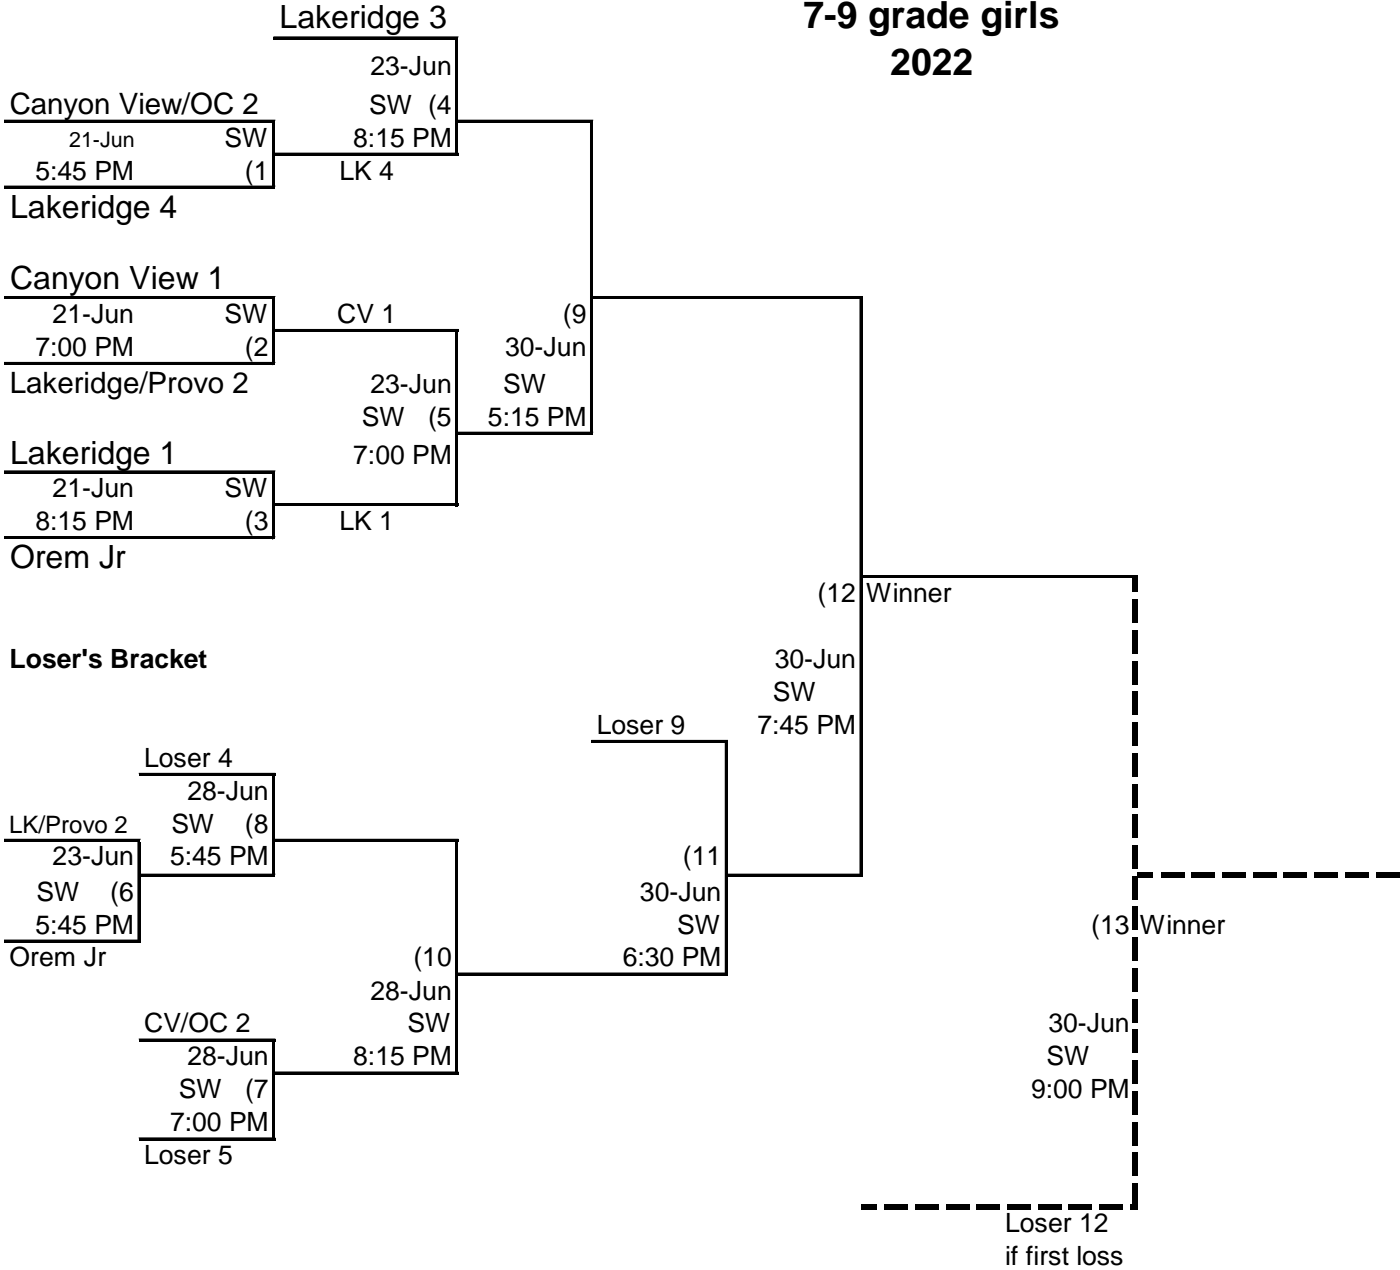 7-9 grade girls
2022
Lakeridge 3
23-Jun
SW (4
8:15 PM
Canyon View/OC 2
21-Jun SW
5:45 PM (1
LK 4
Lakeridge 4
Canyon View 1
21-Jun SW
7:00 PM (2
CV 1
Lakeridge/Provo 2
23-Jun
SW (5
7:00 PM
(9
30-Jun
SW
5:15 PM
Lakeridge 1
21-Jun SW
8:15 PM (3
LK 1
Orem Jr
(12 Winner
30-Jun
SW
7:45 PM
Loser's Bracket
Loser 9
Loser 4
28-Jun
SW (8
5:45 PM
LK/Provo 2
23-Jun
SW (6
5:45 PM
Orem Jr
(11
30-Jun
SW
6:30 PM
(10
28-Jun
SW
8:15 PM
CV/OC 2
28-Jun
SW (7
7:00 PM
Loser 5
(13 Winner
30-Jun
SW
9:00 PM
Loser 12
if first loss